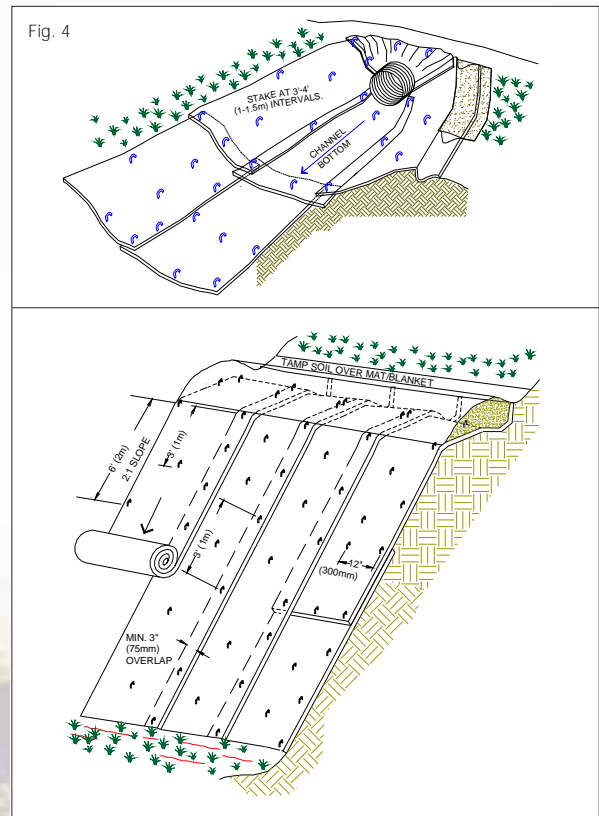 Fig. 4
STAKE AT 3'-4'
(1-1.5m) INTERVALS.
CHANNEL
BOTTOM
TAMP SOIL OVER MAT/BLANKET
6' (2m)
2:1 SLOPE
3' (1m)
3' (1m)
12"
(300mm)
MIN. 3"
(75mm)
OVERLAP